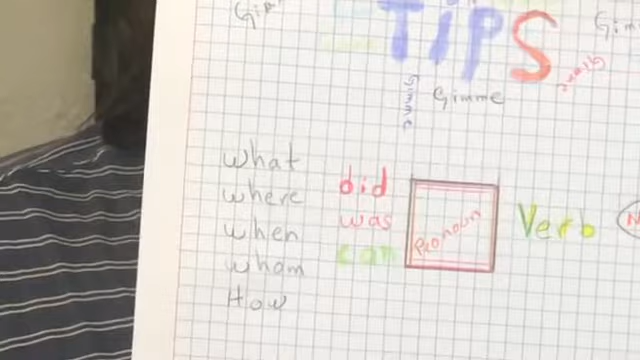 TIPS
Gimme
Gimme
what did
where was Pronoun Verb
when can
whom
How